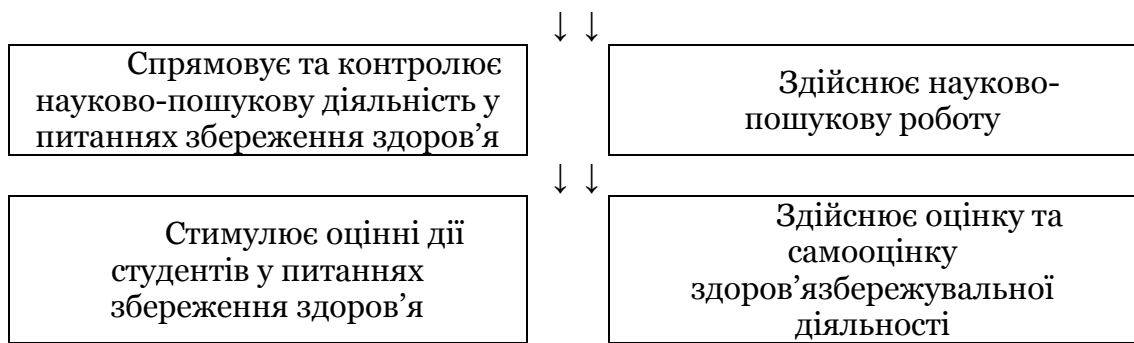 ↓ ↓
Спрямовує та контролює
науково-пошукову діяльність у
питаннях збереження здоров’я
Здійснює науково-
пошукову роботу
↓ ↓
Стимулює оцінні дії
студентів у питаннях
збереження здоров’я
Здійснює оцінку та
самооцінку
здоров’язбережувальної
діяльності